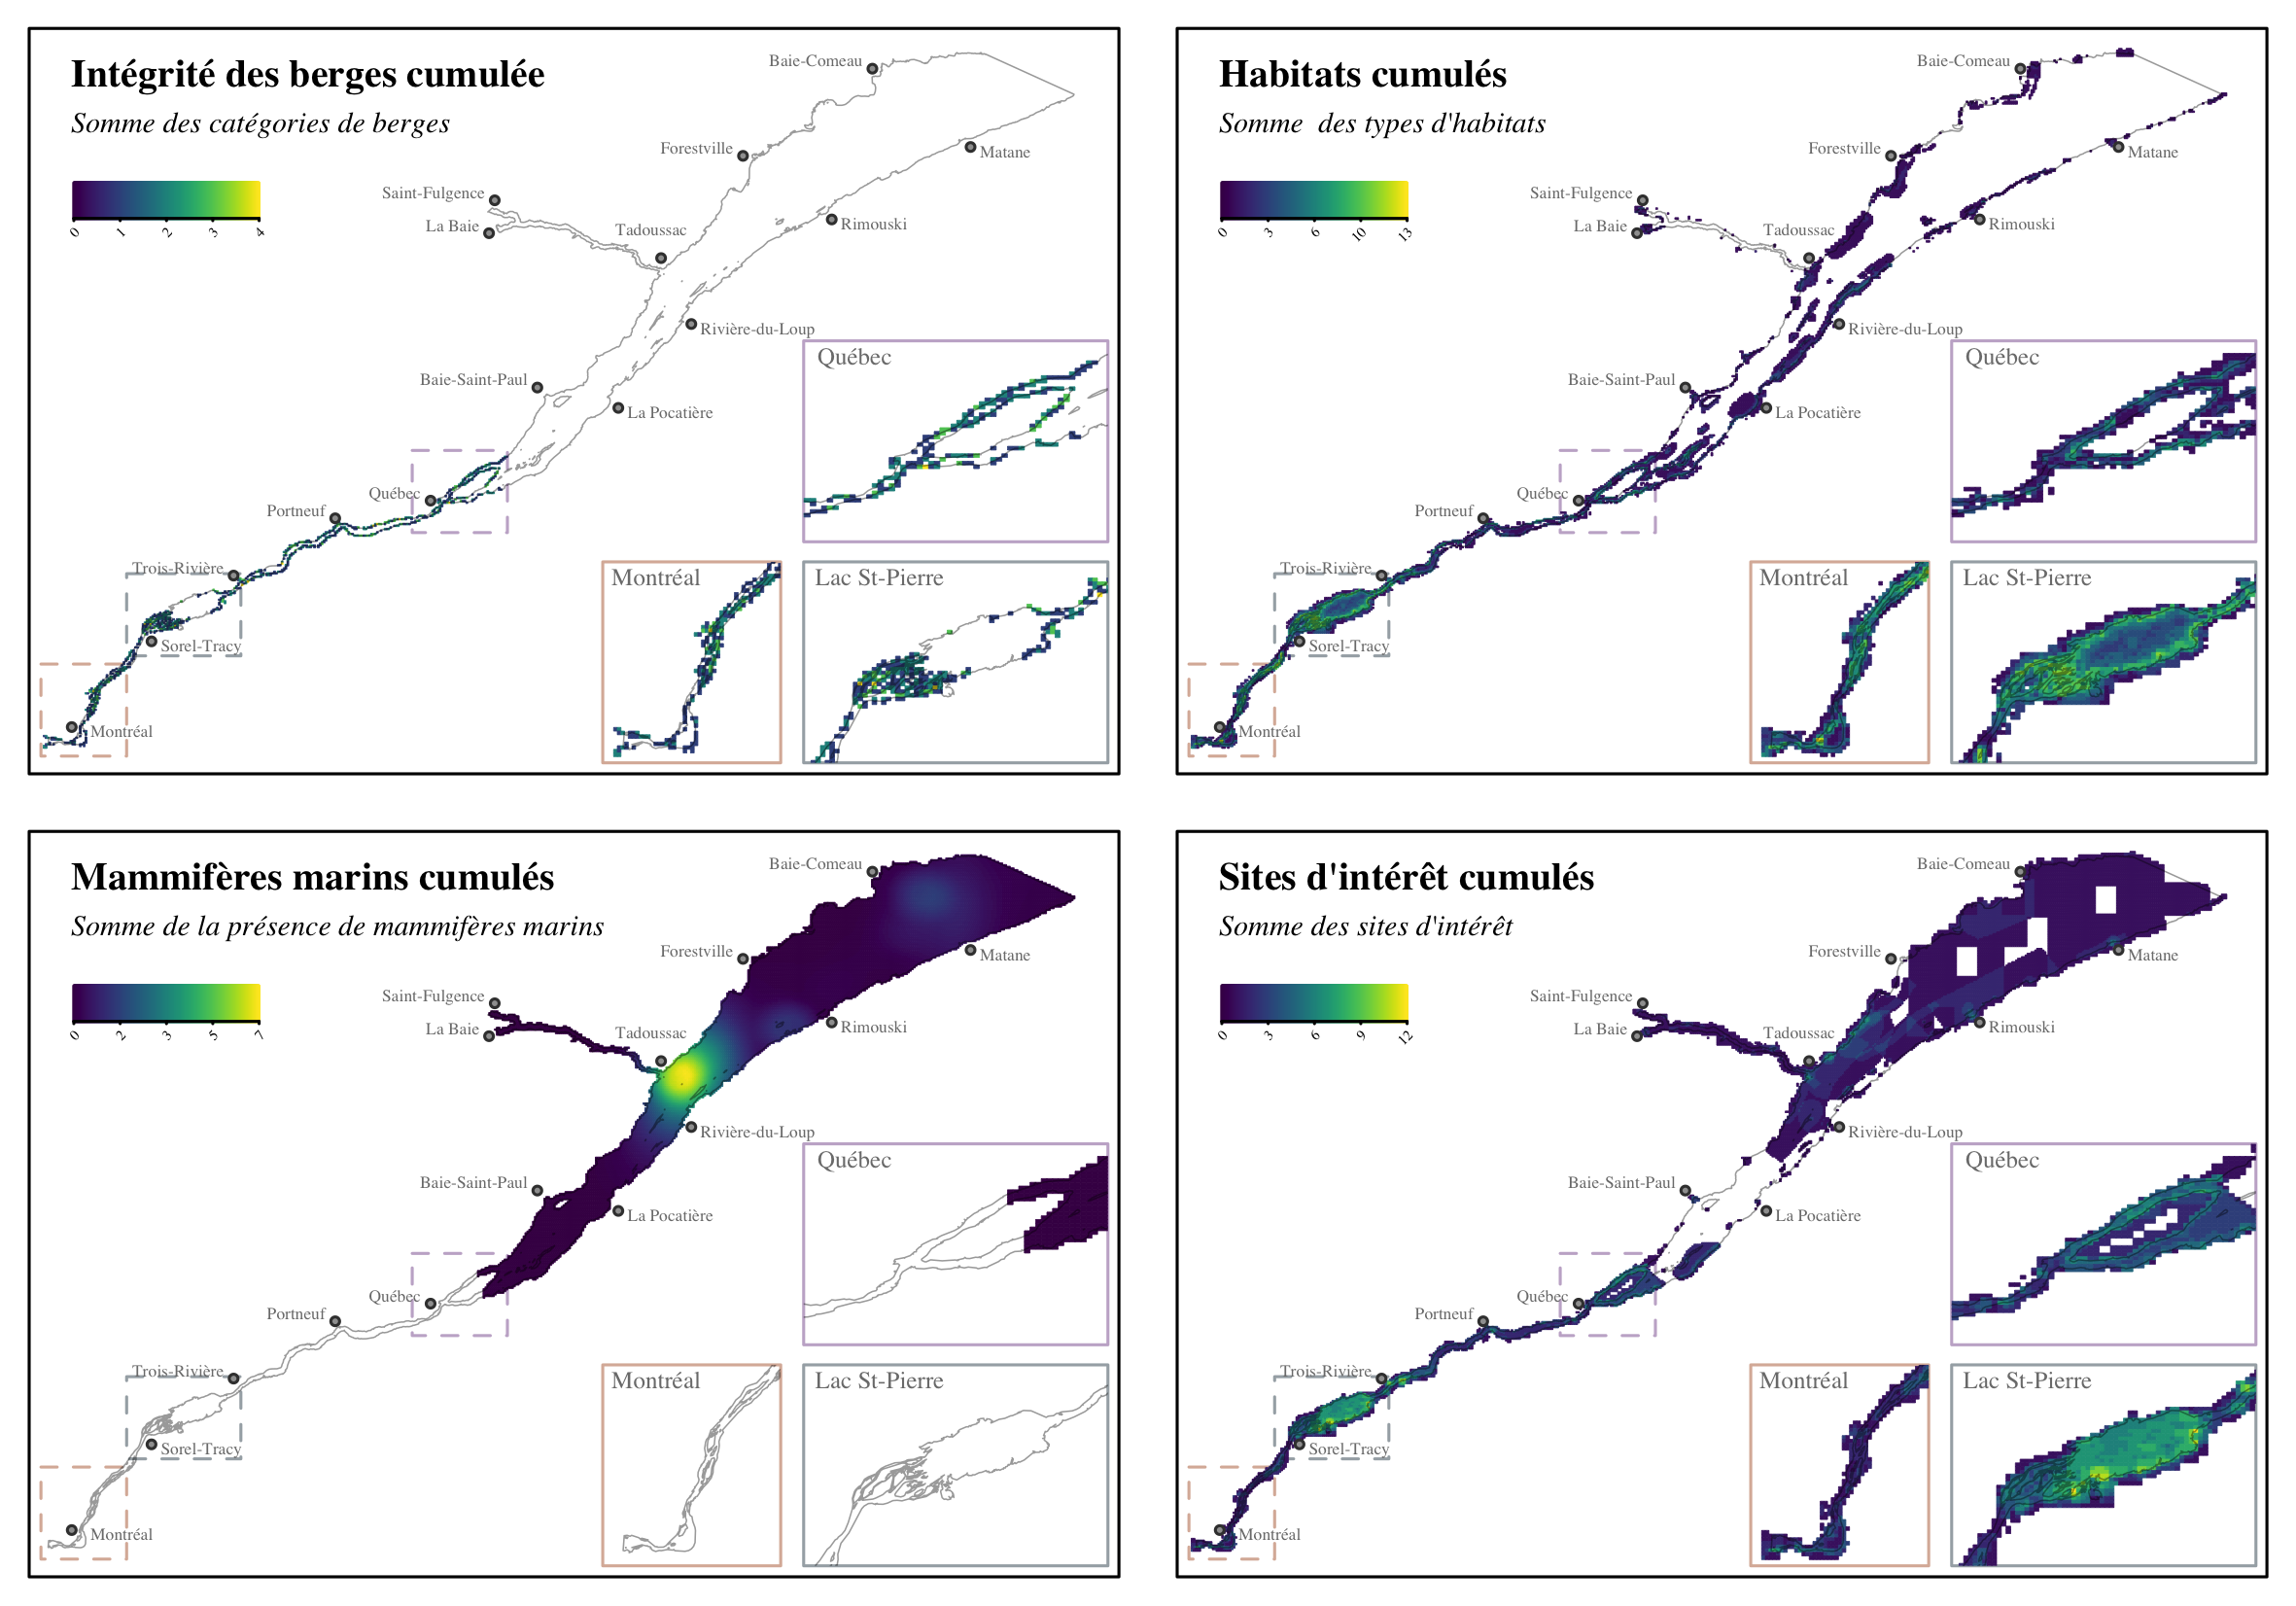 Intégrité des berges cumulée
Somme des catégories de berges
0 1 2 3 4
Baie-Comeau
Forestville
Matane
Saint-Fulgence
La Baie
Tadoussac
Rimouski
Rivière-du-Loup
Baie-Saint-Paul
La Pocatière
Québec
Portneuf
Trois-Rivière
Sorel-Tracy
Montréal
Québec
Montréal
Lac St-Pierre
Habitats cumulés
Somme  des types d'habitats
0 3 6 10 13
Baie-Comeau
Forestville
Matane
Saint-Fulgence
La Baie
Tadoussac
Rimouski
Rivière-du-Loup
Baie-Saint-Paul
La Pocatière
Québec
Portneuf
Trois-Rivière
Sorel-Tracy
Montréal
Québec
Montréal
Lac St-Pierre
Mammifères marins cumulés
Somme de la présence de mammifères marins
0 2 3 5 7
Baie-Comeau
Forestville
Matane
Saint-Fulgence
La Baie
Tadoussac
Rimouski
Rivière-du-Loup
Baie-Saint-Paul
La Pocatière
Québec
Portneuf
Trois-Rivière
Sorel-Tracy
Montréal
Québec
Montréal
Lac St-Pierre
Sites d'intérêt cumulés
Somme des sites d'intérêt
0 3 6 9 12
Baie-Comeau
Forestville
Matane
Saint-Fulgence
La Baie
Tadoussac
Rimouski
Rivière-du-Loup
Baie-Saint-Paul
La Pocatière
Québec
Portneuf
Trois-Rivière
Sorel-Tracy
Montréal
Québec
Montréal
Lac St-Pierre